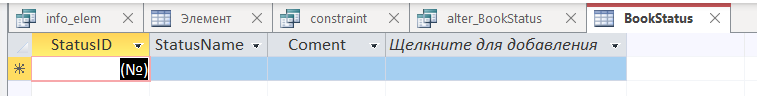 info_elem Элемент constraint alter_BookStatus BookStatus
StatusID StatusName Coment Щелкните для добавления
(№)